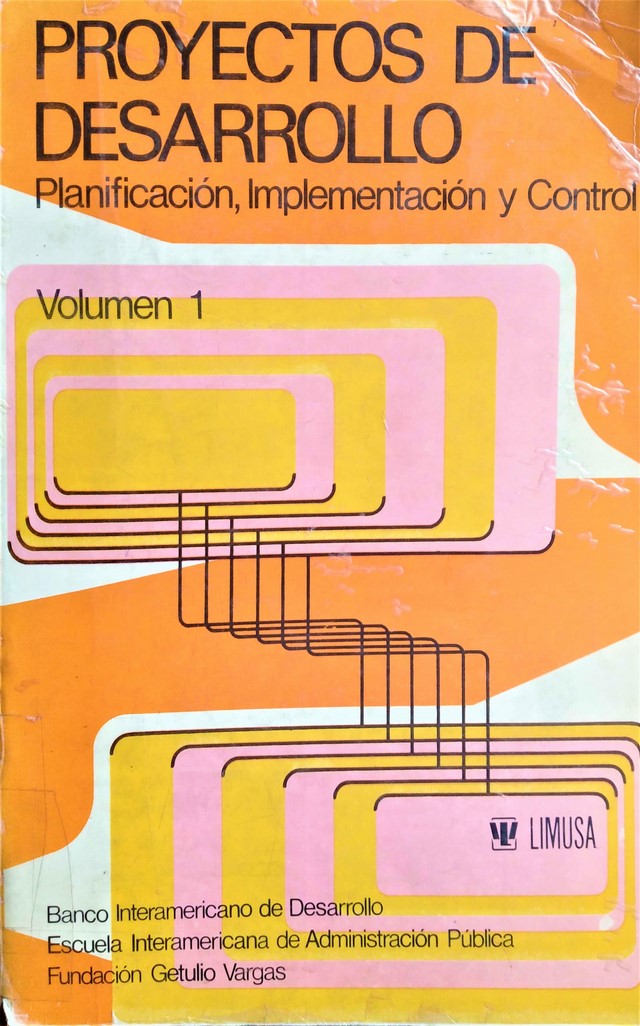 PROYECTOS DE
DESARROLLO
Planificación, Implementación y Control
Volumen 1
LIMUSA
Banco Interamericano de Desarrollo
Escuela Interamericana de Administración Pública
Fundación Getulio Vargas